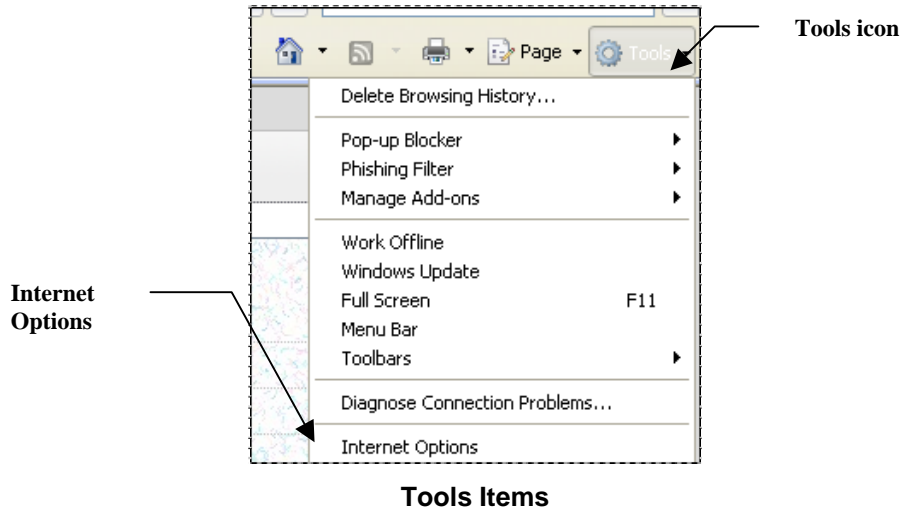 Tools icon
Page
Tools
Delete Browsing History...
Pop-up Blocker
Phishing Filter
Manage Add-ons
Work Offline
Windows Update
Full Screen F11
Menu Bar
Toolbars
Diagnose Connection Problems...
Internet Options
Internet
Options
Tools Items